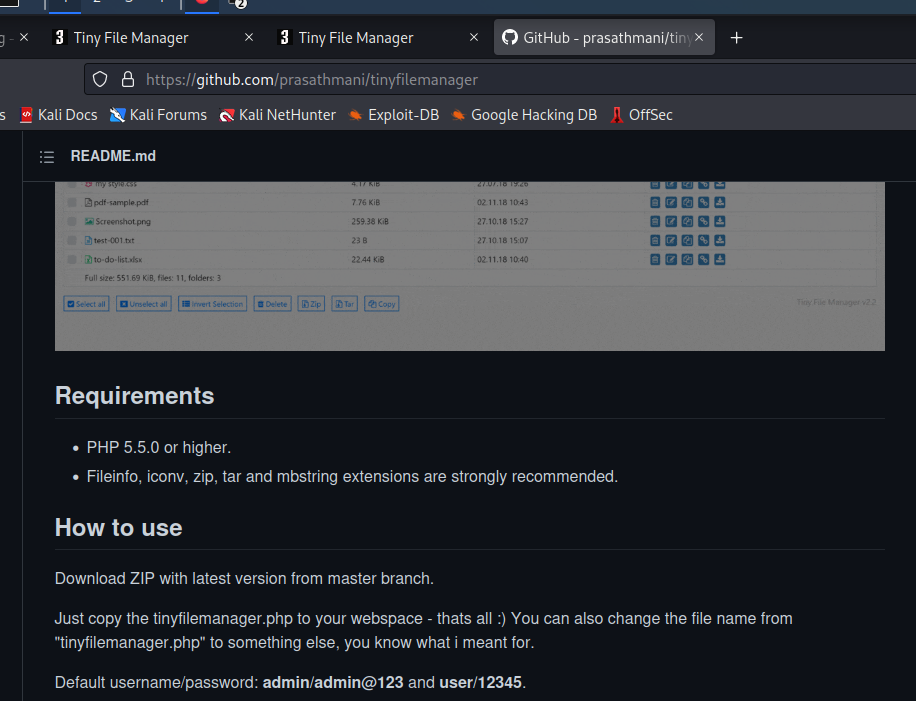 2
Tiny File Manager
Tiny File Manager
GitHub - prasathmani/tiny
https://github.com/prasathmani/tinyfilemanager
s
Kali Docs
Kali Forums
Kali NetHunter
Exploit-DB
Google Hacking DB
OffSec
README.md
my style.css 4.17 KiB 27.07.18 19:26
pdf-sample.pdf 7.76 KiB 02.11.18 10:43
Screenshot.png 259.38 KiB 27.10.18 15:27
test-001.txt 23 B 27.10.18 15:07
to-do-list.xlsx 22.44 KiB 02.11.18 10:40
Full size: 551.69 KiB, files: 11, folders: 3
Select all Unselect all Invert Selection Delete Zip Tar Copy
Tiny File Manager v2.2
Requirements
PHP 5.5.0 or higher.
Fileinfo, iconv, zip, tar and mbstring extensions are strongly recommended.
How to use
Download ZIP with latest version from master branch.
Just copy the tinyfilemanager.php to your webspace - thats all :) You can also change the file name from
"tinyfilemanager.php" to something else, you know what i meant for.
Default username/password: admin/admin@123 and user/12345.